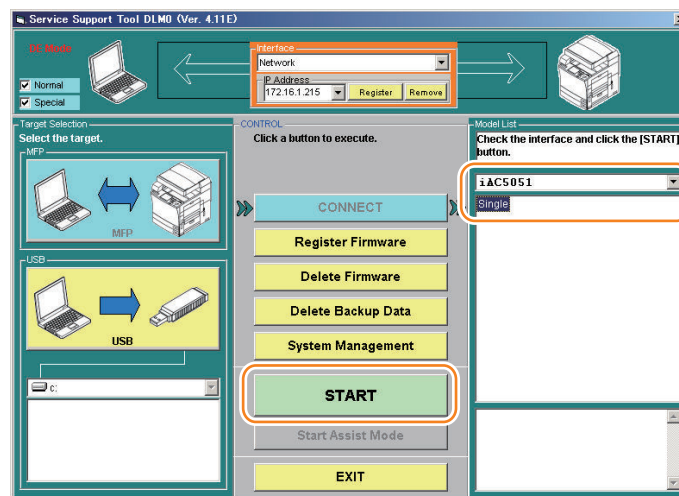 Service Support Tool DLM0 (Ver. 4.11E)
Interface
Network
IP Address
172.16.1.215
Register
Remove
Normal
Special
Target Selection
Select the target.
MFP
MFP
USB
USB
c:
CONTROL
Click a button to execute.
CONNECT
Register Firmware
Delete Firmware
Delete Backup Data
System Management
START
Start Assist Mode
EXIT
Model List
Check the interface and click the [START]
button.
iAC5051
Single